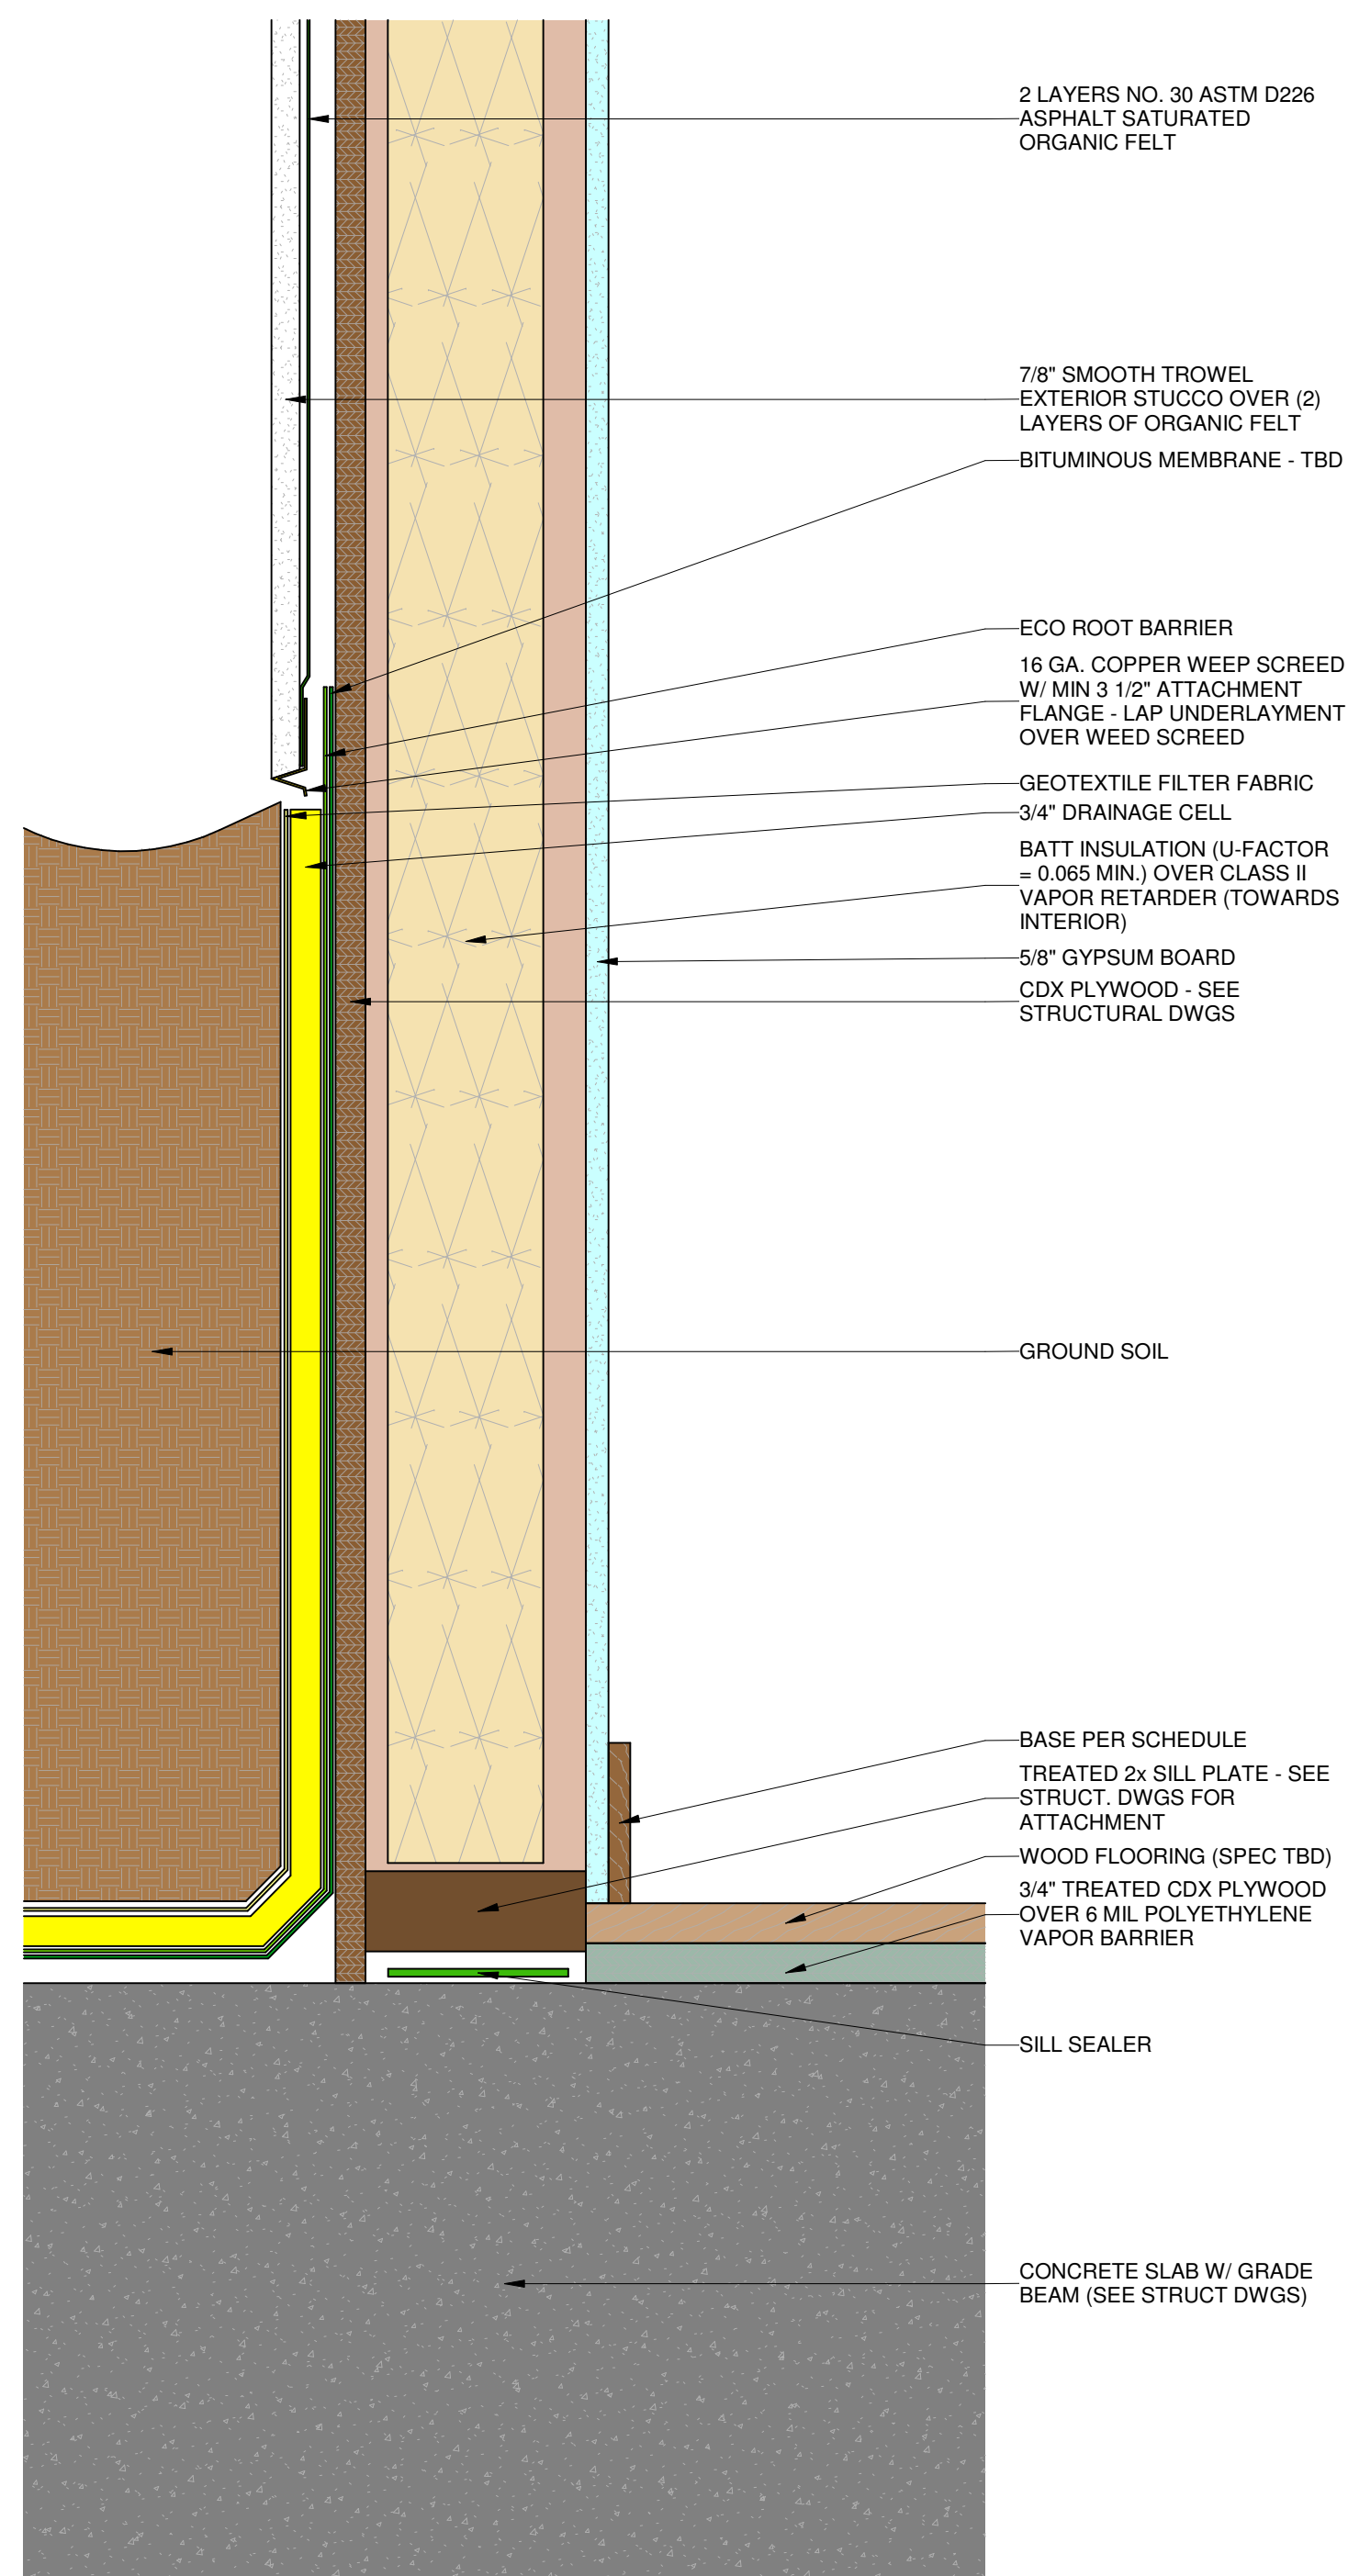 2 LAYERS NO. 30 ASTM D226
ASPHALT SATURATED
ORGANIC FELT
7/8" SMOOTH TROWEL
EXTERIOR STUCCO OVER (2)
LAYERS OF ORGANIC FELT
BITUMINOUS MEMBRANE - TBD
ECO ROOT BARRIER
16 GA. COPPER WEEP SCREED
W/ MIN 3 1/2" ATTACHMENT
FLANGE - LAP UNDERLAYMENT
OVER WEED SCREED
GEOTEXTILE FILTER FABRIC
3/4" DRAINAGE CELL
BATT INSULATION (U-FACTOR
= 0.065 MIN.) OVER CLASS II
VAPOR RETARDER (TOWARDS
INTERIOR)
5/8" GYPSUM BOARD
CDX PLYWOOD - SEE
STRUCTURAL DWGS
GROUND SOIL
BASE PER SCHEDULE
TREATED 2x SILL PLATE - SEE
STRUCT. DWGS FOR
ATTACHMENT
WOOD FLOORING (SPEC TBD)
3/4" TREATED CDX PLYWOOD
OVER 6 MIL POLYETHYLENE
VAPOR BARRIER
SILL SEALER
CONCRETE SLAB W/ GRADE
BEAM (SEE STRUCT DWGS)